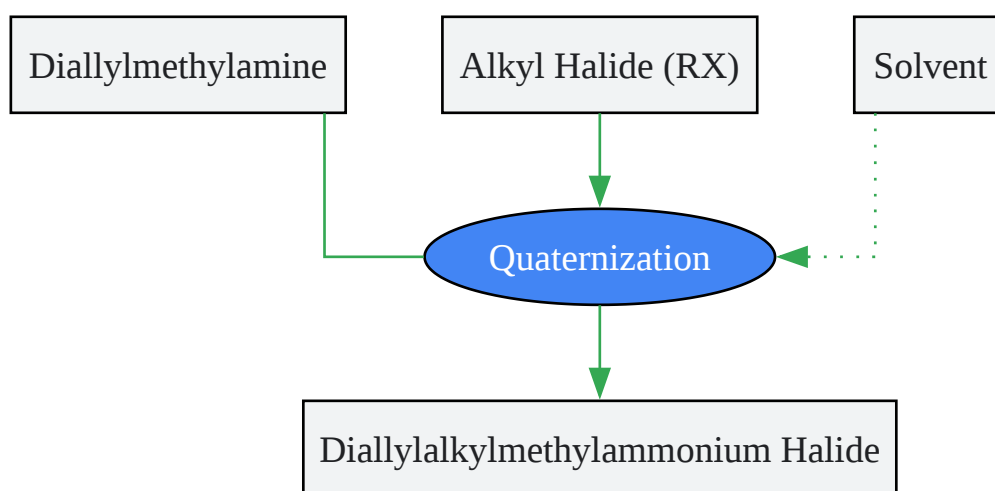 Diallylmethylamine
Alkyl Halide (RX)
Solvent
Quaternization
Diallylalkylmethylammonium Halide